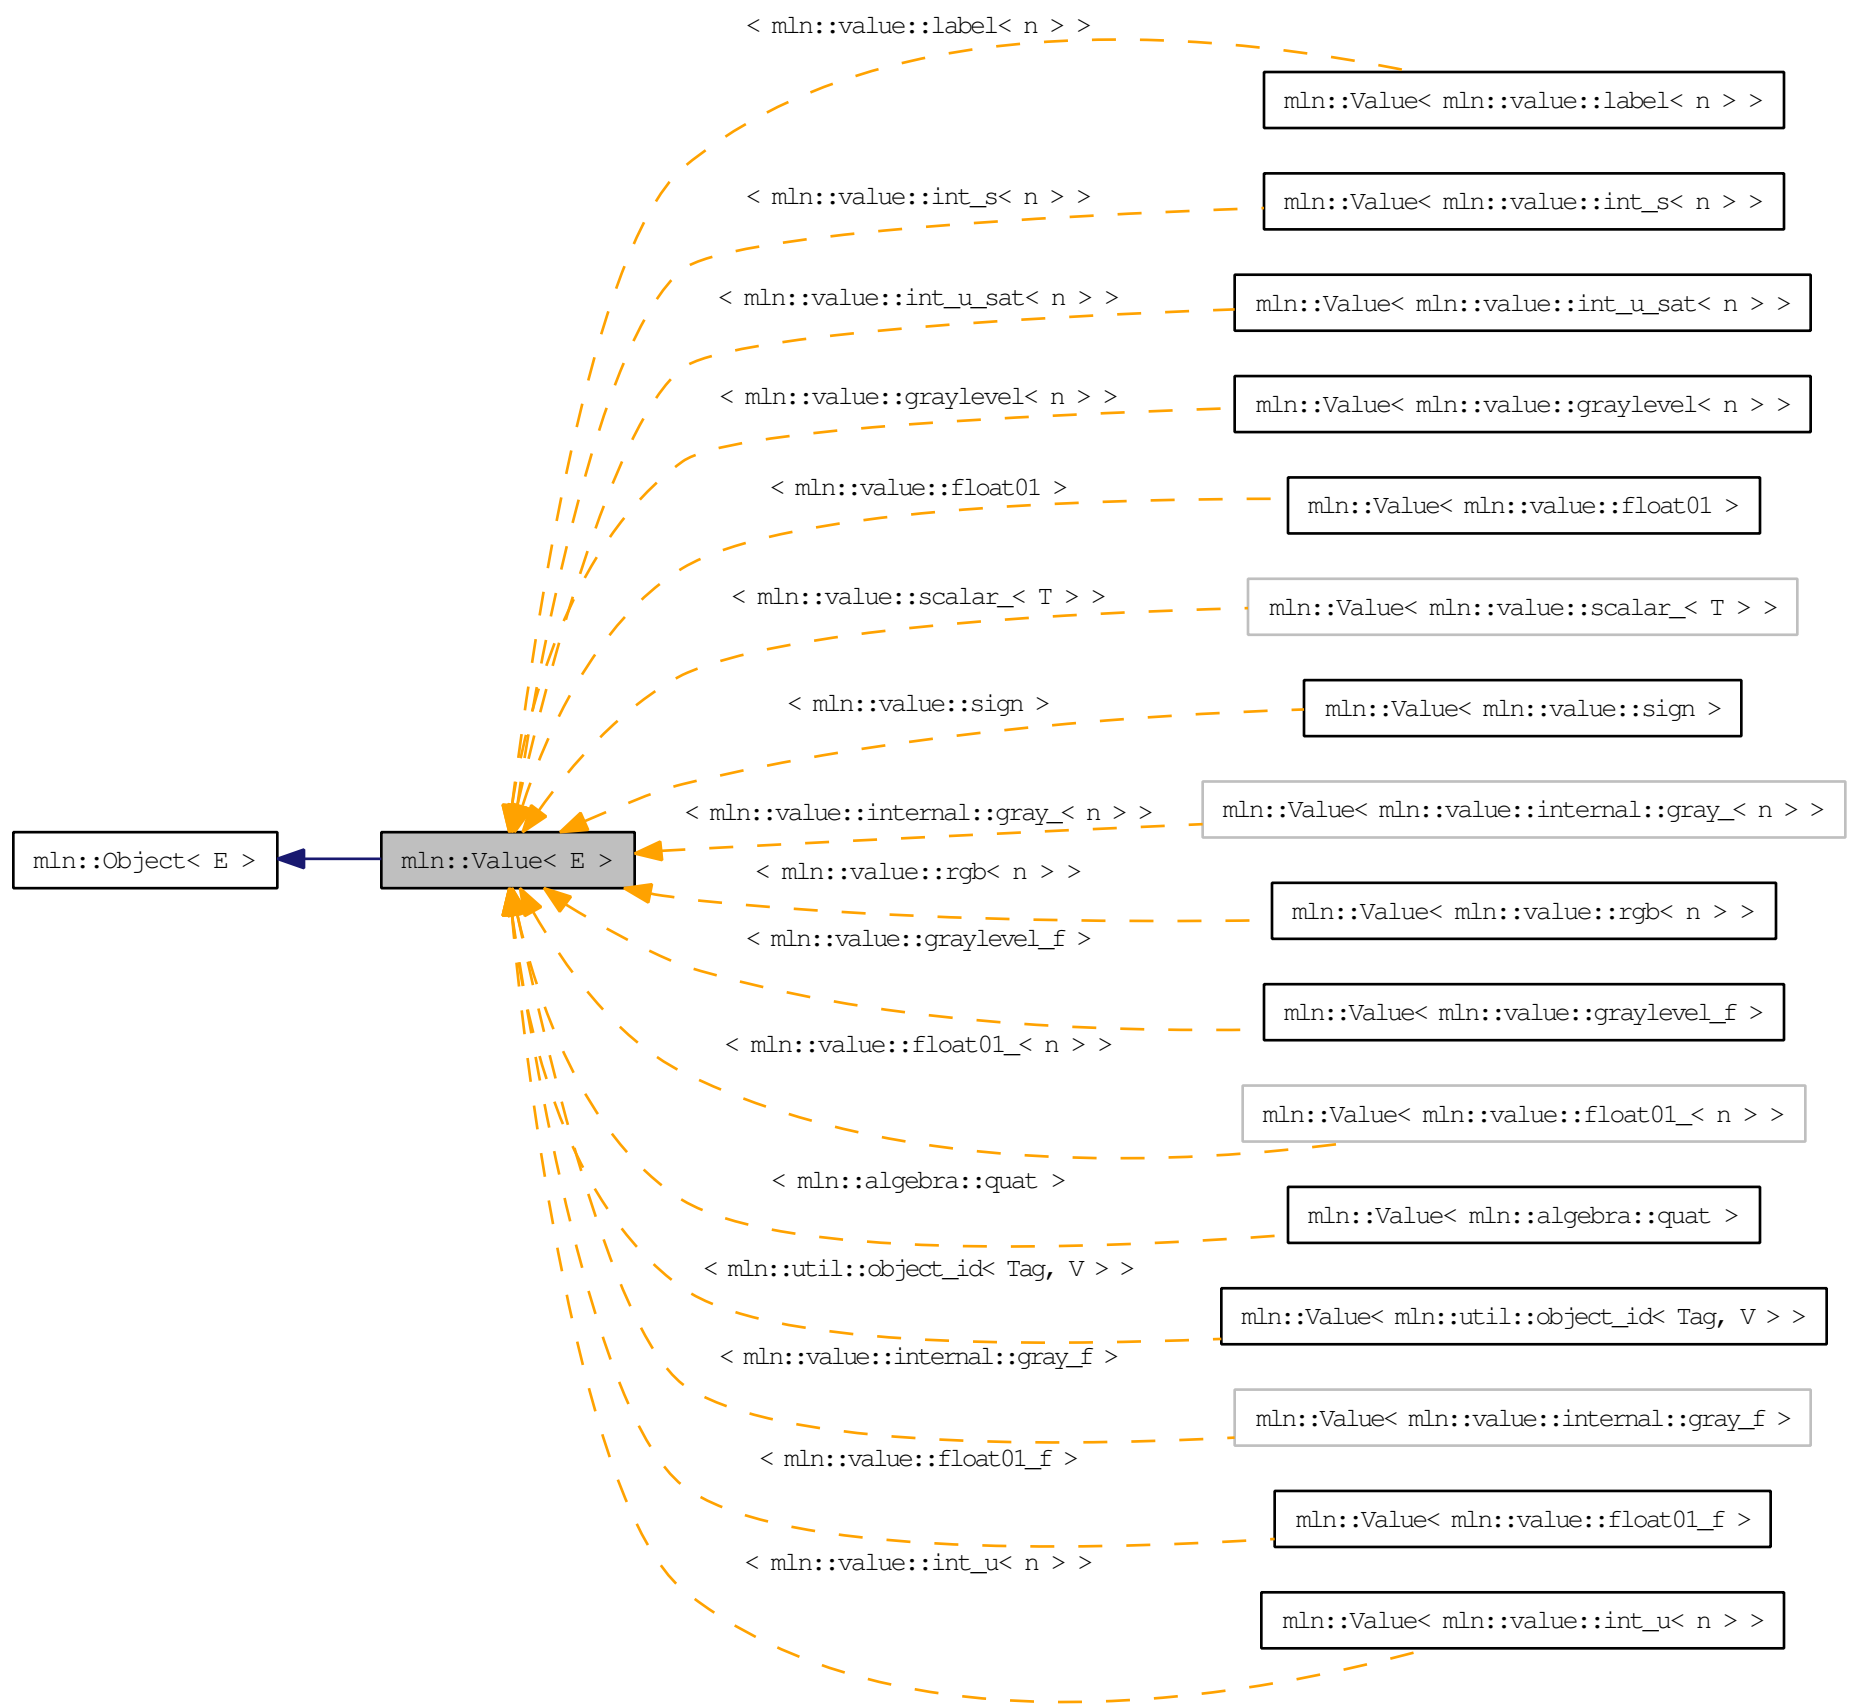 < mln::value::label< n > >
mln::Value< mln::value::label< n > >
< mln::value::int_s< n > >
mln::Value< mln::value::int_s< n > >
< mln::value::int_u_sat< n > >
mln::Value< mln::value::int_u_sat< n > >
< mln::value::graylevel< n > >
mln::Value< mln::value::graylevel< n > >
< mln::value::float01 >
mln::Value< mln::value::float01 >
< mln::value::scalar_< T > >
mln::Value< mln::value::scalar_< T > >
< mln::value::sign >
mln::Value< mln::value::sign >
< mln::value::internal::gray_< n > >
mln::Value< mln::value::internal::gray_< n > >
mln::Object< E >
mln::Value< E >
< mln::value::rgb< n > >
mln::Value< mln::value::rgb< n > >
< mln::value::graylevel_f >
mln::Value< mln::value::graylevel_f >
< mln::value::float01_< n > >
mln::Value< mln::value::float01_< n > >
< mln::algebra::quat >
mln::Value< mln::algebra::quat >
< mln::util::object_id< Tag, V > >
mln::Value< mln::util::object_id< Tag, V > >
< mln::value::internal::gray_f >
mln::Value< mln::value::internal::gray_f >
< mln::value::float01_f >
mln::Value< mln::value::float01_f >
< mln::value::int_u< n > >
mln::Value< mln::value::int_u< n > >